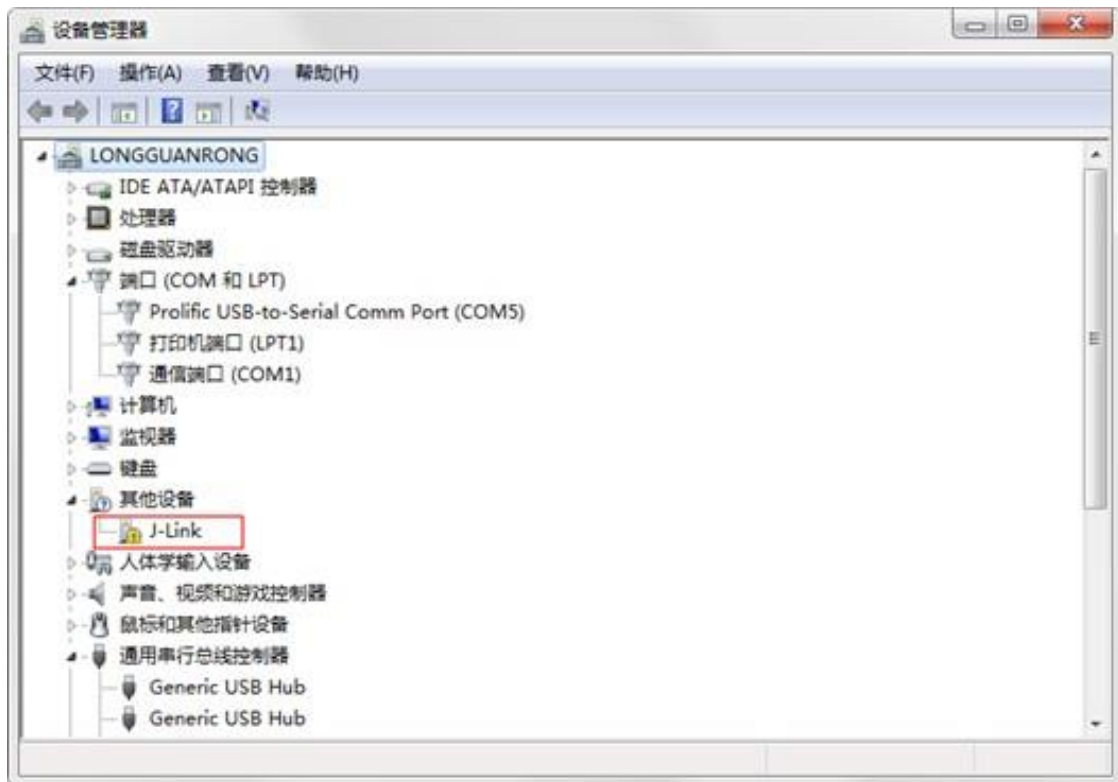 设备管理器
文件(F) 操作(A) 查看(V) 帮助(H)
LONGGUANRONG
IDE ATA/ATAPI 控制器
处理器
磁盘驱动器
端口 (COM 和 LPT)
Prolific USB-to-Serial Comm Port (COM5)
打印机端口 (LPT1)
通信端口 (COM1)
计算机
监视器
键盘
其他设备
J-Link
人体学输入设备
声音、视频和游戏控制器
鼠标和其他指针设备
通用串行总线控制器
Generic USB Hub
Generic USB Hub